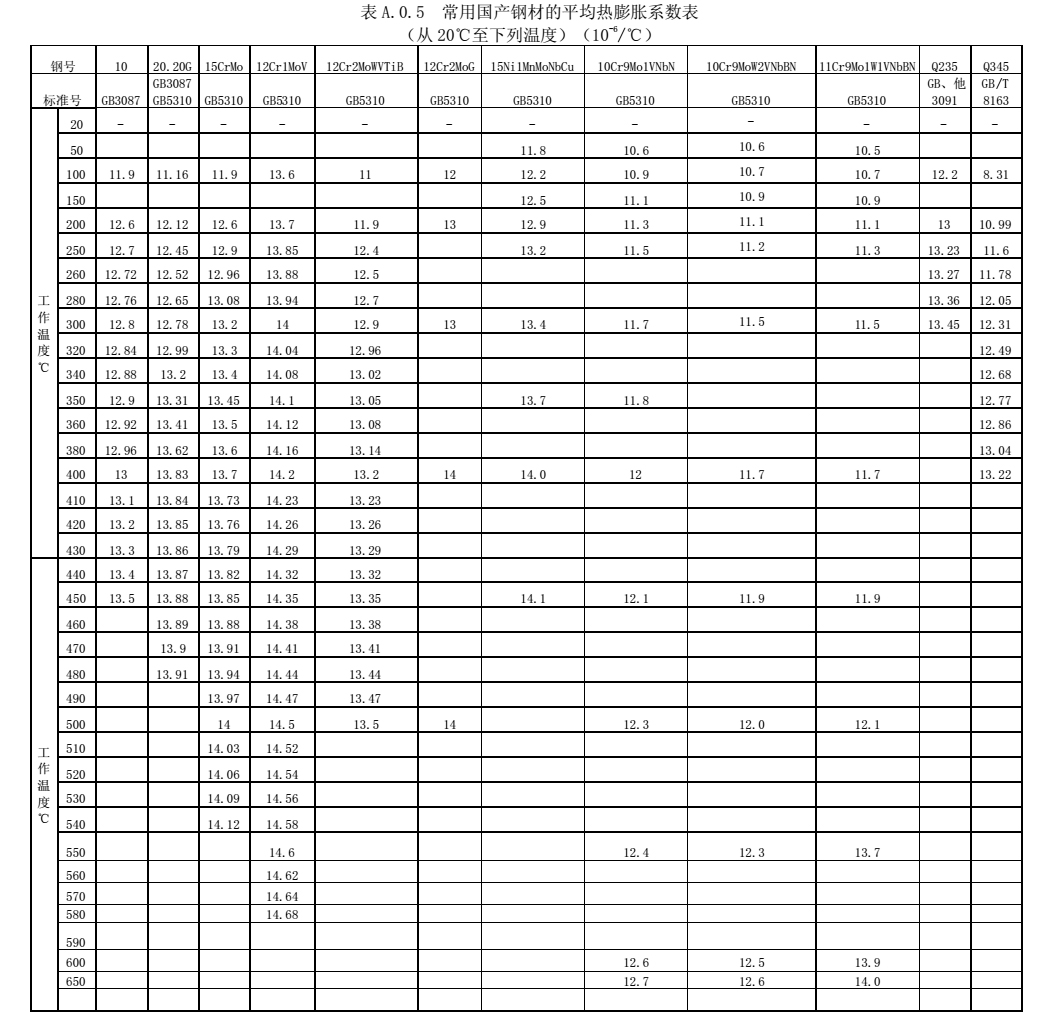 表 A.0.5 常用国产钢材的平均热膨胀系数表
（从 20℃至下列温度）（10⁻⁶/℃）
钢号 10 20.20G 15CrMo 12Cr1MoV 12Cr2MoWVTiB 12Cr2MoG 15Ni1MnMoNbCu 10Cr9Mo1VNbN 10Cr9MoW2VNbBN 11Cr9Mo1W1VNbBN Q235 Q345
标准号 GB3087 GB3087 GB5310 GB5310 GB5310 GB5310 GB5310 GB5310 GB5310 GB5310 GB5310 GB、他 3091 GB/T 8163
工作温度℃
20 – – – – – – – – – – – –
50 11.8 10.6 10.6 10.5
100 11.9 11.16 11.9 13.6 11 12 12.2 10.9 10.7 10.7 12.2 8.31
150 12.5 11.1 10.9 10.9
200 12.6 12.12 12.6 13.7 11.9 13 12.9 11.3 11.1 11.1 13 10.99
250 12.7 12.45 12.9 13.85 12.4 13.2 11.5 11.2 11.3 13.23 11.6
260 12.72 12.52 12.96 13.88 12.5 13.27 11.78
280 12.76 12.65 13.08 13.94 12.7 13.36 12.05
300 12.8 12.78 13.2 14 12.9 13 13.4 11.7 11.5 11.5 13.45 12.31
320 12.84 12.99 13.3 14.04 12.96 12.49
340 12.88 13.2 13.4 14.08 13.02 12.68
350 12.9 13.31 13.45 14.1 13.05 13.7 11.8 12.77
360 12.92 13.41 13.5 14.12 13.08 12.86
380 12.96 13.62 13.6 14.16 13.14 13.04
400 13 13.83 13.7 14.2 13.2 14 14.0 12 11.7 11.7 13.22
410 13.1 13.84 13.73 14.23 13.23
420 13.2 13.85 13.76 14.26 13.26
430 13.3 13.86 13.79 14.29 13.29
工作温度℃
440 13.4 13.87 13.82 14.32 13.32
450 13.5 13.88 13.85 14.35 13.35 14.1 12.1 11.9 11.9
460 13.89 13.88 14.38 13.38
470 13.9 13.91 14.41 13.41
480 13.91 13.94 14.44 13.44
490 13.97 14.47 13.47
500 14 14.5 13.5 14 12.3 12.0 12.1
510 14.03 14.52
520 14.06 14.54
530 14.09 14.56
540 14.12 14.58
550 14.6 12.4 12.3 13.7
560 14.62
570 14.64
580 14.68
590
600 12.6 12.5 13.9
650 12.7 12.6 14.0